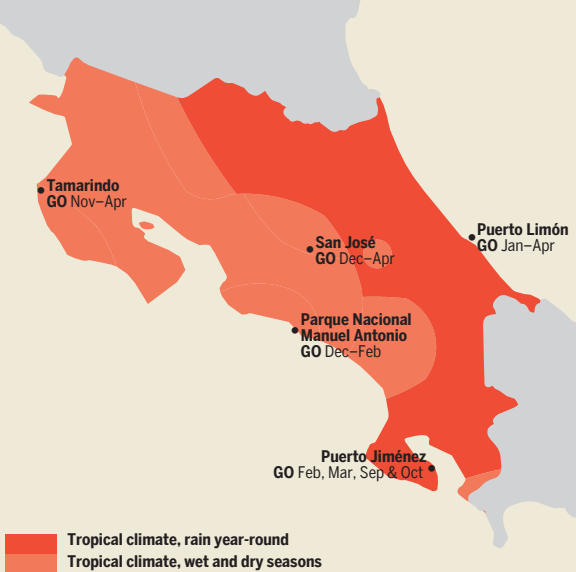 Tamarindo
GO Nov–Apr
Puerto Limón
GO Jan–Apr
San José
GO Dec–Apr
Parque Nacional
Manuel Antonio
GO Dec–Feb
Puerto Jiménez
GO Feb, Mar, Sep & Oct
Tropical climate, rain year-round
Tropical climate, wet and dry seasons